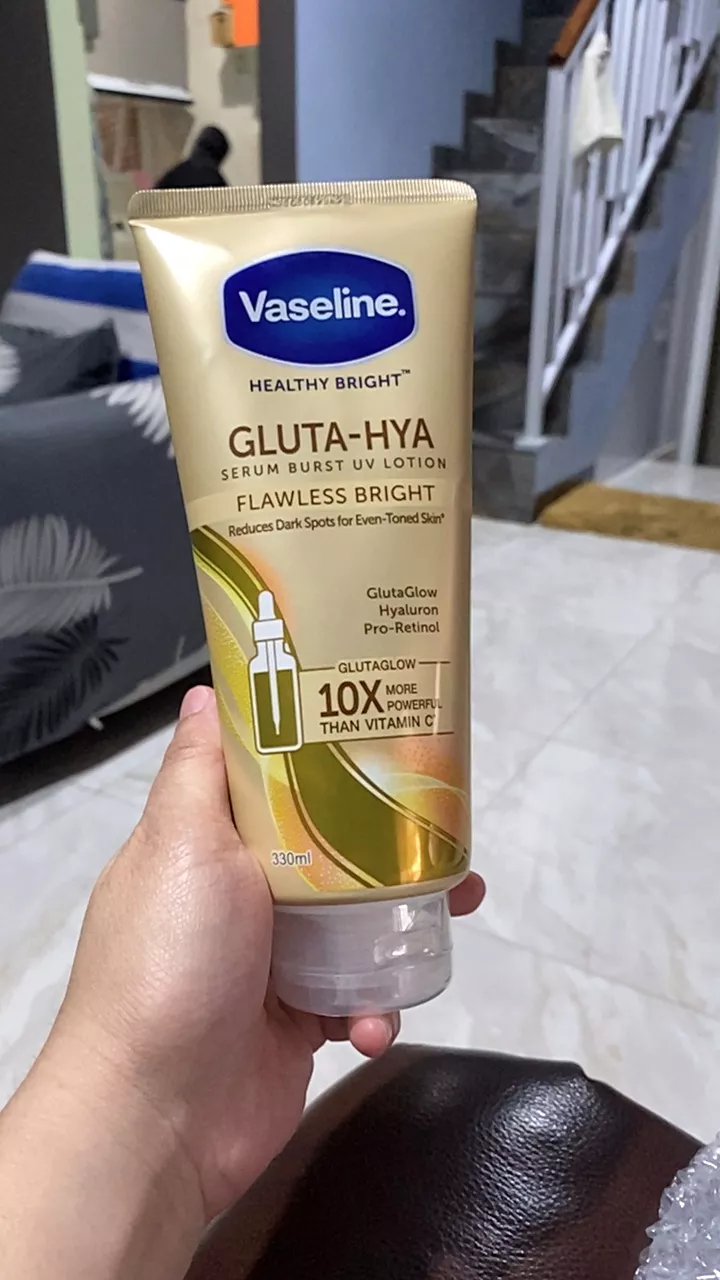 Vaseline.
HEALTHY BRIGHT™
GLUTA-HYA
SERUM BURST UV LOTION
FLAWLESS BRIGHT
Reduces Dark Spots for Even-Toned Skin*
GlutaGlow
Hyaluron
Pro-Retinol
GLUTAGLOW
10X MORE
POWERFUL
THAN VITAMIN C*
330ml